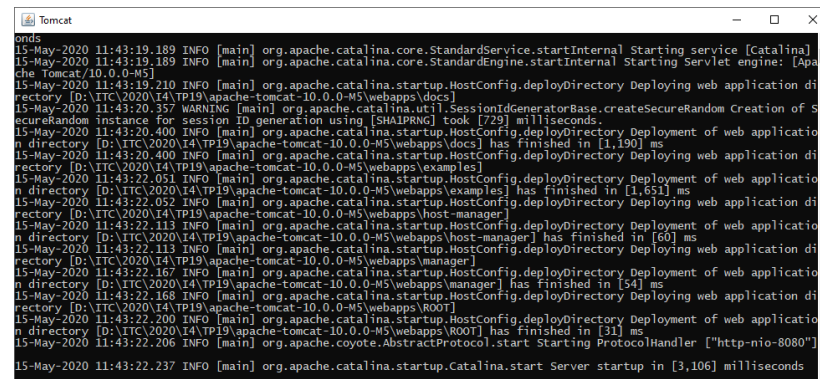 Tomcat
onds
15-May-2020 11:43:19.189 INFO [main] org.apache.catalina.core.StandardService.startInternal Starting service [Catalina]
15-May-2020 11:43:19.189 INFO [main] org.apache.catalina.core.StandardEngine.startInternal Starting Servlet engine: [Apa
che Tomcat/10.0.0-M5]
15-May-2020 11:43:19.210 INFO [main] org.apache.catalina.startup.HostConfig.deployDirectory Deploying web application di
rectory [D:\ITC\2020\I4\TP19\apache-tomcat-10.0.0-M5\webapps\docs]
15-May-2020 11:43:20.357 WARNING [main] org.apache.catalina.util.SessionIdGeneratorBase.createSecureRandom Creation of S
ecureRandom instance for session ID generation using [SHA1PRNG] took [729] milliseconds.
15-May-2020 11:43:20.400 INFO [main] org.apache.catalina.startup.HostConfig.deployDirectory Deployment of web applicatio
n directory [D:\ITC\2020\I4\TP19\apache-tomcat-10.0.0-M5\webapps\docs] has finished in [1,190] ms
15-May-2020 11:43:20.400 INFO [main] org.apache.catalina.startup.HostConfig.deployDirectory Deploying web application di
rectory [D:\ITC\2020\I4\TP19\apache-tomcat-10.0.0-M5\webapps\examples]
15-May-2020 11:43:22.051 INFO [main] org.apache.catalina.startup.HostConfig.deployDirectory Deployment of web applicatio
n directory [D:\ITC\2020\I4\TP19\apache-tomcat-10.0.0-M5\webapps\examples] has finished in [1,651] ms
15-May-2020 11:43:22.052 INFO [main] org.apache.catalina.startup.HostConfig.deployDirectory Deploying web application di
rectory [D:\ITC\2020\I4\TP19\apache-tomcat-10.0.0-M5\webapps\host-manager]
15-May-2020 11:43:22.113 INFO [main] org.apache.catalina.startup.HostConfig.deployDirectory Deployment of web applicatio
n directory [D:\ITC\2020\I4\TP19\apache-tomcat-10.0.0-M5\webapps\host-manager] has finished in [60] ms
15-May-2020 11:43:22.113 INFO [main] org.apache.catalina.startup.HostConfig.deployDirectory Deploying web application di
rectory [D:\ITC\2020\I4\TP19\apache-tomcat-10.0.0-M5\webapps\manager]
15-May-2020 11:43:22.167 INFO [main] org.apache.catalina.startup.HostConfig.deployDirectory Deployment of web applicatio
n directory [D:\ITC\2020\I4\TP19\apache-tomcat-10.0.0-M5\webapps\manager] has finished in [54] ms
15-May-2020 11:43:22.168 INFO [main] org.apache.catalina.startup.HostConfig.deployDirectory Deploying web application di
rectory [D:\ITC\2020\I4\TP19\apache-tomcat-10.0.0-M5\webapps\ROOT]
15-May-2020 11:43:22.200 INFO [main] org.apache.catalina.startup.HostConfig.deployDirectory Deployment of web applicatio
n directory [D:\ITC\2020\I4\TP19\apache-tomcat-10.0.0-M5\webapps\ROOT] has finished in [31] ms
15-May-2020 11:43:22.206 INFO [main] org.apache.coyote.AbstractProtocol.start Starting ProtocolHandler ["http-nio-8080"]
15-May-2020 11:43:22.237 INFO [main] org.apache.catalina.startup.Catalina.start Server startup in [3,106] milliseconds